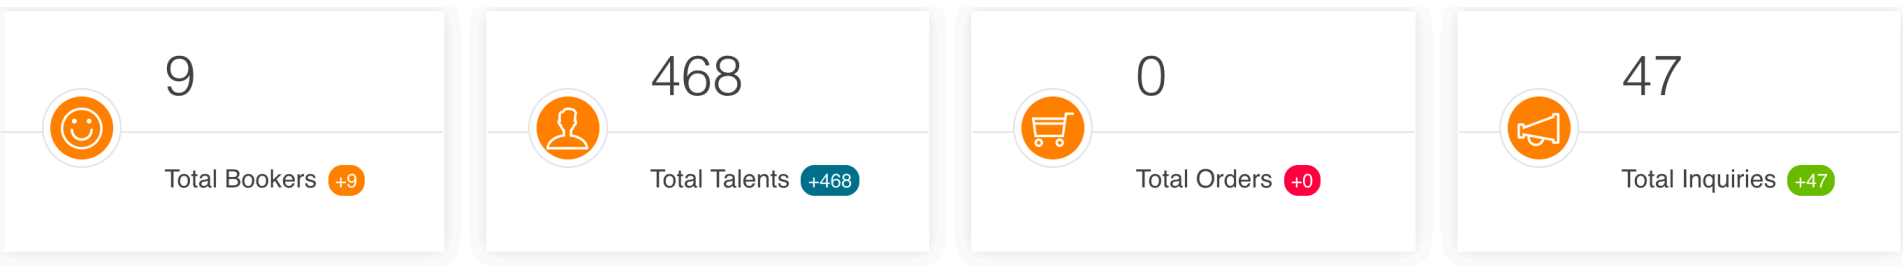 9
Total Bookers +9
468
Total Talents +468
0
Total Orders +0
47
Total Inquiries +47